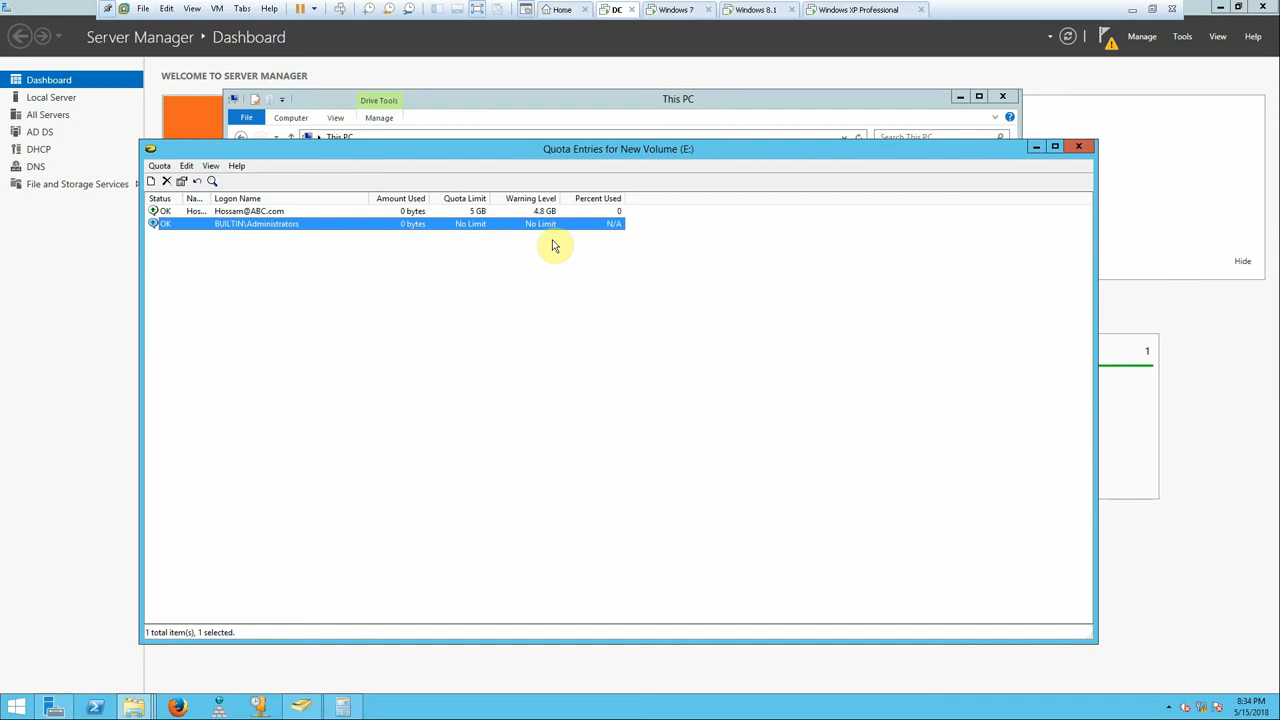 File Edit View VM Tabs Help Home DC Windows 7 Windows 8.1 Windows XP Professional
Server Manager Dashboard Manage Tools View Help
Dashboard
Local Server
All Servers
AD DS
DHCP
DNS
File and Storage Services
WELCOME TO SERVER MANAGER
Drive Tools This PC
File Computer View Manage
This PC Search This PC
Quota Entries for New Volume (E:)
Quota Edit View Help
Status Na... Logon Name Amount Used Quota Limit Warning Level Percent Used
OK Hos... Hossam@ABC.com 0 bytes 5 GB 4.8 GB 0
OK BUILTIN\Administrators 0 bytes No Limit No Limit N/A
Hide
1
1 total item(s), 1 selected.
8:34 PM
5/15/2018